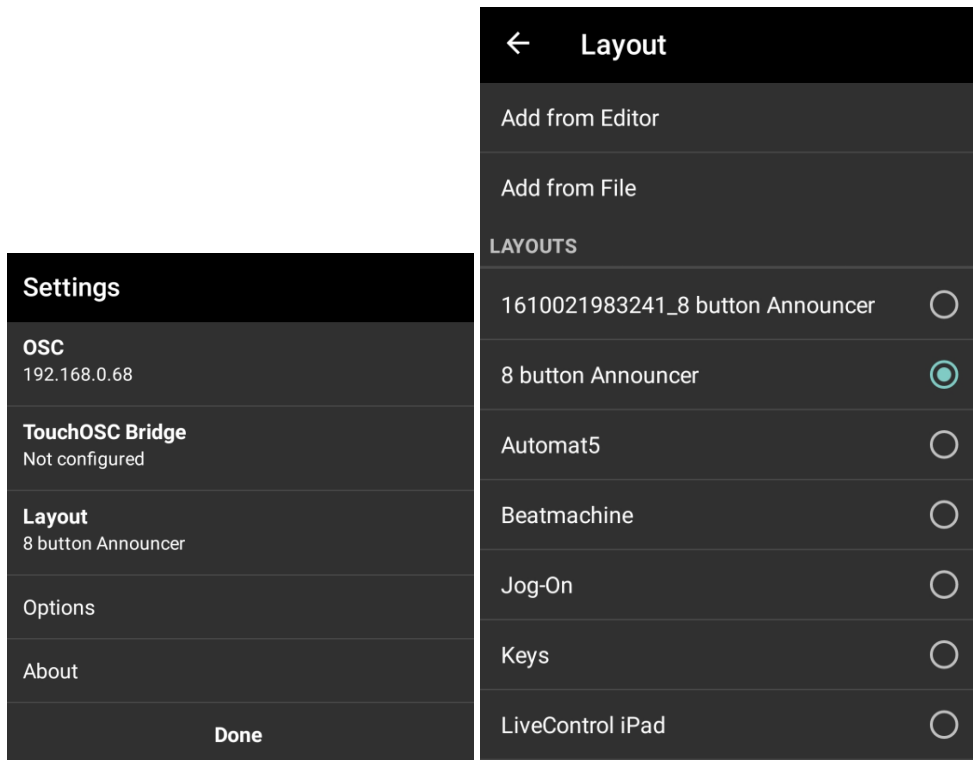 Settings
OSC
192.168.0.68
TouchOSC Bridge
Not configured
Layout
8 button Announcer
Options
About
Done
Layout
Add from Editor
Add from File
LAYOUTS
1610021983241_8 button Announcer
8 button Announcer
Automat5
Beatmachine
Jog-On
Keys
LiveControl iPad